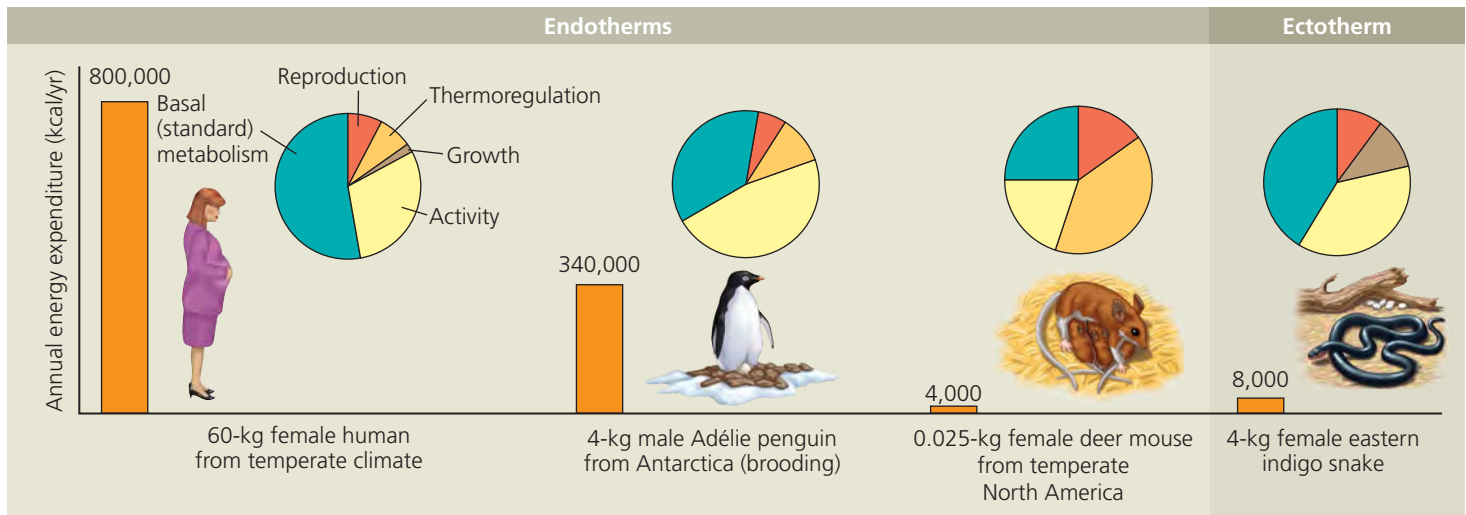 Endotherms
Ectotherm
Annual energy expenditure (kcal/yr)
800,000
Reproduction
Thermoregulation
Basal
(standard)
metabolism
Growth
Activity
340,000
4,000
8,000
60-kg female human
from temperate climate
4-kg male Adélie penguin
from Antarctica (brooding)
0.025-kg female deer mouse
from temperate
North America
4-kg female eastern
indigo snake